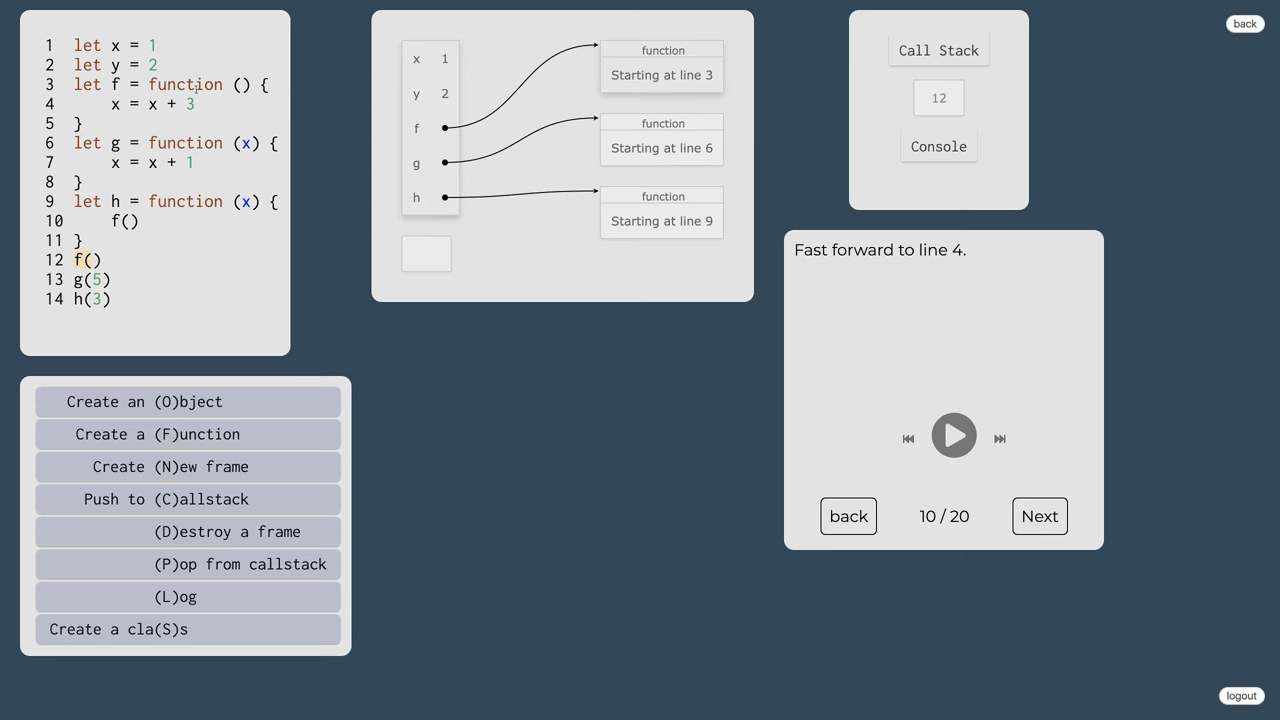 1 let x = 1
2 let y = 2
3 let f = function () {
4 x = x + 3
5 }
6 let g = function (x) {
7 x = x + 1
8 }
9 let h = function (x) {
10 f()
11 }
12 f()
13 g(5)
14 h(3)
x 1
y 2
f
g
h
function
Starting at line 3
function
Starting at line 6
function
Starting at line 9
Call Stack
12
Console
back
Fast forward to line 4.
back
10 / 20
Next
Create an (O)bject
Create a (F)unction
Create (N)ew frame
Push to (C)allstack
(D)estroy a frame
(P)op from callstack
(L)og
Create a cla(S)s
logout